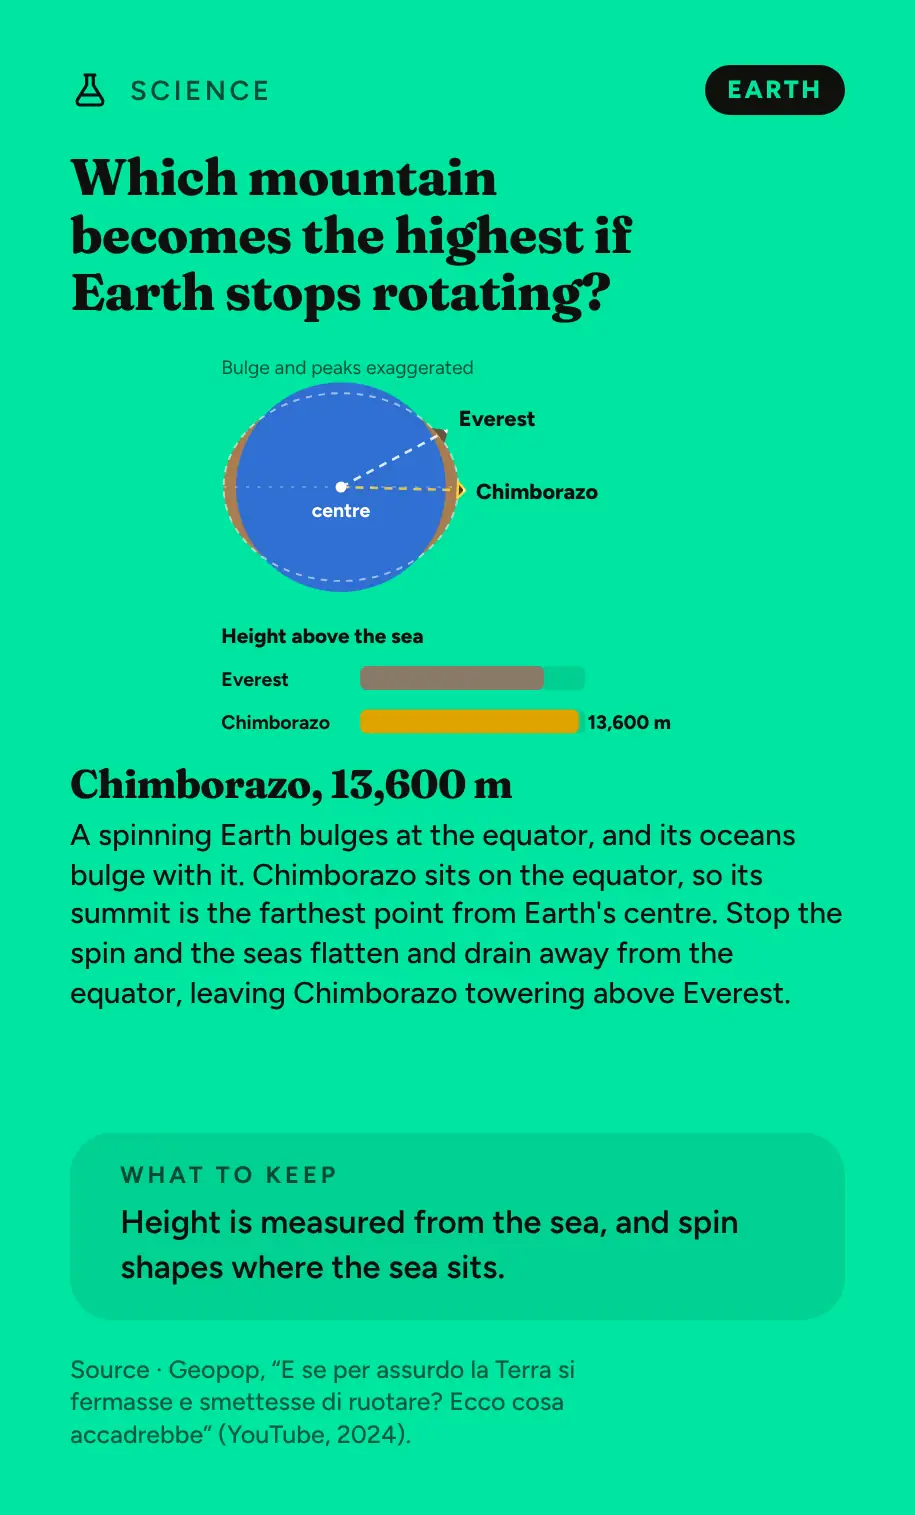 SCIENCE
EARTH
Which mountain
becomes the highest if
Earth stops rotating?
Bulge and peaks exaggerated
Everest
Chimborazo
centre
Height above the sea
Everest
Chimborazo 13,600 m
Chimborazo, 13,600 m
A spinning Earth bulges at the equator, and its oceans
bulge with it. Chimborazo sits on the equator, so its
summit is the farthest point from Earth's centre. Stop the
spin and the seas flatten and drain away from the
equator, leaving Chimborazo towering above Everest.
WHAT TO KEEP
Height is measured from the sea, and spin
shapes where the sea sits.
Source · Geopop, “E se per assurdo la Terra si
fermasse e smettesse di ruotare? Ecco cosa
accadrebbe” (YouTube, 2024).